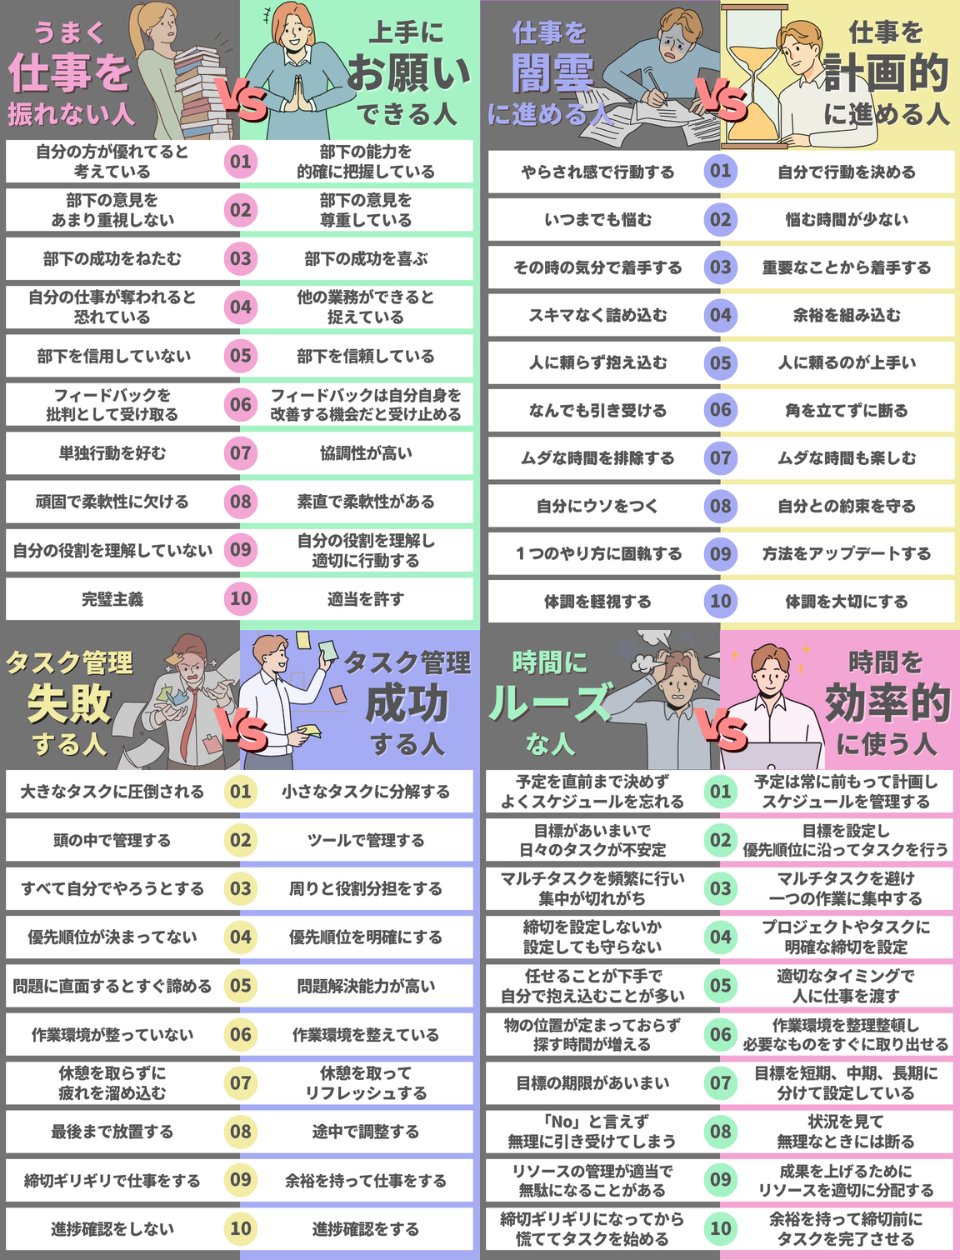 うまく
仕事を
振れない人
VS
上手に
お願い
できる人
自分の方が優れてると
考えている
01
部下の能力を
的確に把握している
部下の意見を
あまり重視しない
02
部下の意見を
尊重している
部下の成功をねたむ
03
部下の成功を喜ぶ
自分の仕事が奪われると
恐れている
04
他の業務ができると
捉えている
部下を信用していない
05
部下を信頼している
フィードバックを
批判として受け取る
06
フィードバックは自分自身を
改善する機会だと受け止める
単独行動を好む
07
協調性が高い
頑固で柔軟性に欠ける
08
素直で柔軟性がある
自分の役割を理解していない
09
自分の役割を理解し
適切に行動する
完璧主義
10
適当を許す
仕事を
闇雲
に進める人
VS
仕事を
計画的
に進める人
やらされ感で行動する
01
自分で行動を決める
いつまでも悩む
02
悩む時間が少ない
その時の気分で着手する
03
重要なことから着手する
スキマなく詰め込む
04
余裕を組み込む
人に頼らず抱え込む
05
人に頼るのが上手い
なんでも引き受ける
06
角を立てずに断る
ムダな時間を排除する
07
ムダな時間も楽しむ
自分にウソをつく
08
自分との約束を守る
1つのやり方に固執する
09
方法をアップデートする
体調を軽視する
10
体調を大切にする
タスク管理
失敗
する人
VS
タスク管理
成功
する人
大きなタスクに圧倒される
01
小さなタスクに分解する
頭の中で管理する
02
ツールで管理する
すべて自分でやろうとする
03
周りと役割分担をする
優先順位が決まってない
04
優先順位を明確にする
問題に直面するとすぐ諦める
05
問題解決能力が高い
作業環境が整っていない
06
作業環境を整えている
休憩を取らずに
疲れを溜め込む
07
休憩を取って
リフレッシュする
最後まで放置する
08
途中で調整する
締切ギリギリで仕事をする
09
余裕を持って仕事をする
進捗確認をしない
10
進捗確認をする
時間に
ルーズ
な人
VS
時間を
効率的
に使う人
予定を直前まで決めず
よくスケジュールを忘れる
01
予定は常に前もって計画し
スケジュールを管理する
目標があいまいで
日々のタスクが不安定
02
目標を設定し
優先順位に沿ってタスクを行う
マルチタスクを頻繁に行い
集中が切れがち
03
マルチタスクを避け
一つの作業に集中する
締切を設定しないか
設定しても守らない
04
プロジェクトやタスクに
明確な締切を設定
任せることが下手で
自分で抱え込むことが多い
05
適切なタイミングで
人に仕事を渡す
物の位置が定まっておらず
探す時間が増える
06
作業環境を整理整頓し
必要なものをすぐに取り出せる
目標の期限があいまい
07
目標を短期、中期、長期に
分けて設定している
「No」と言えず
無理に引き受けてしまう
08
状況を見て
無理なときには断る
リソースの管理が適当で
無駄になることがある
09
成果を上げるために
リソースを適切に分配する
締切ギリギリになってから
慌ててタスクを始める
10
余裕を持って締切前に
タスクを完了させる